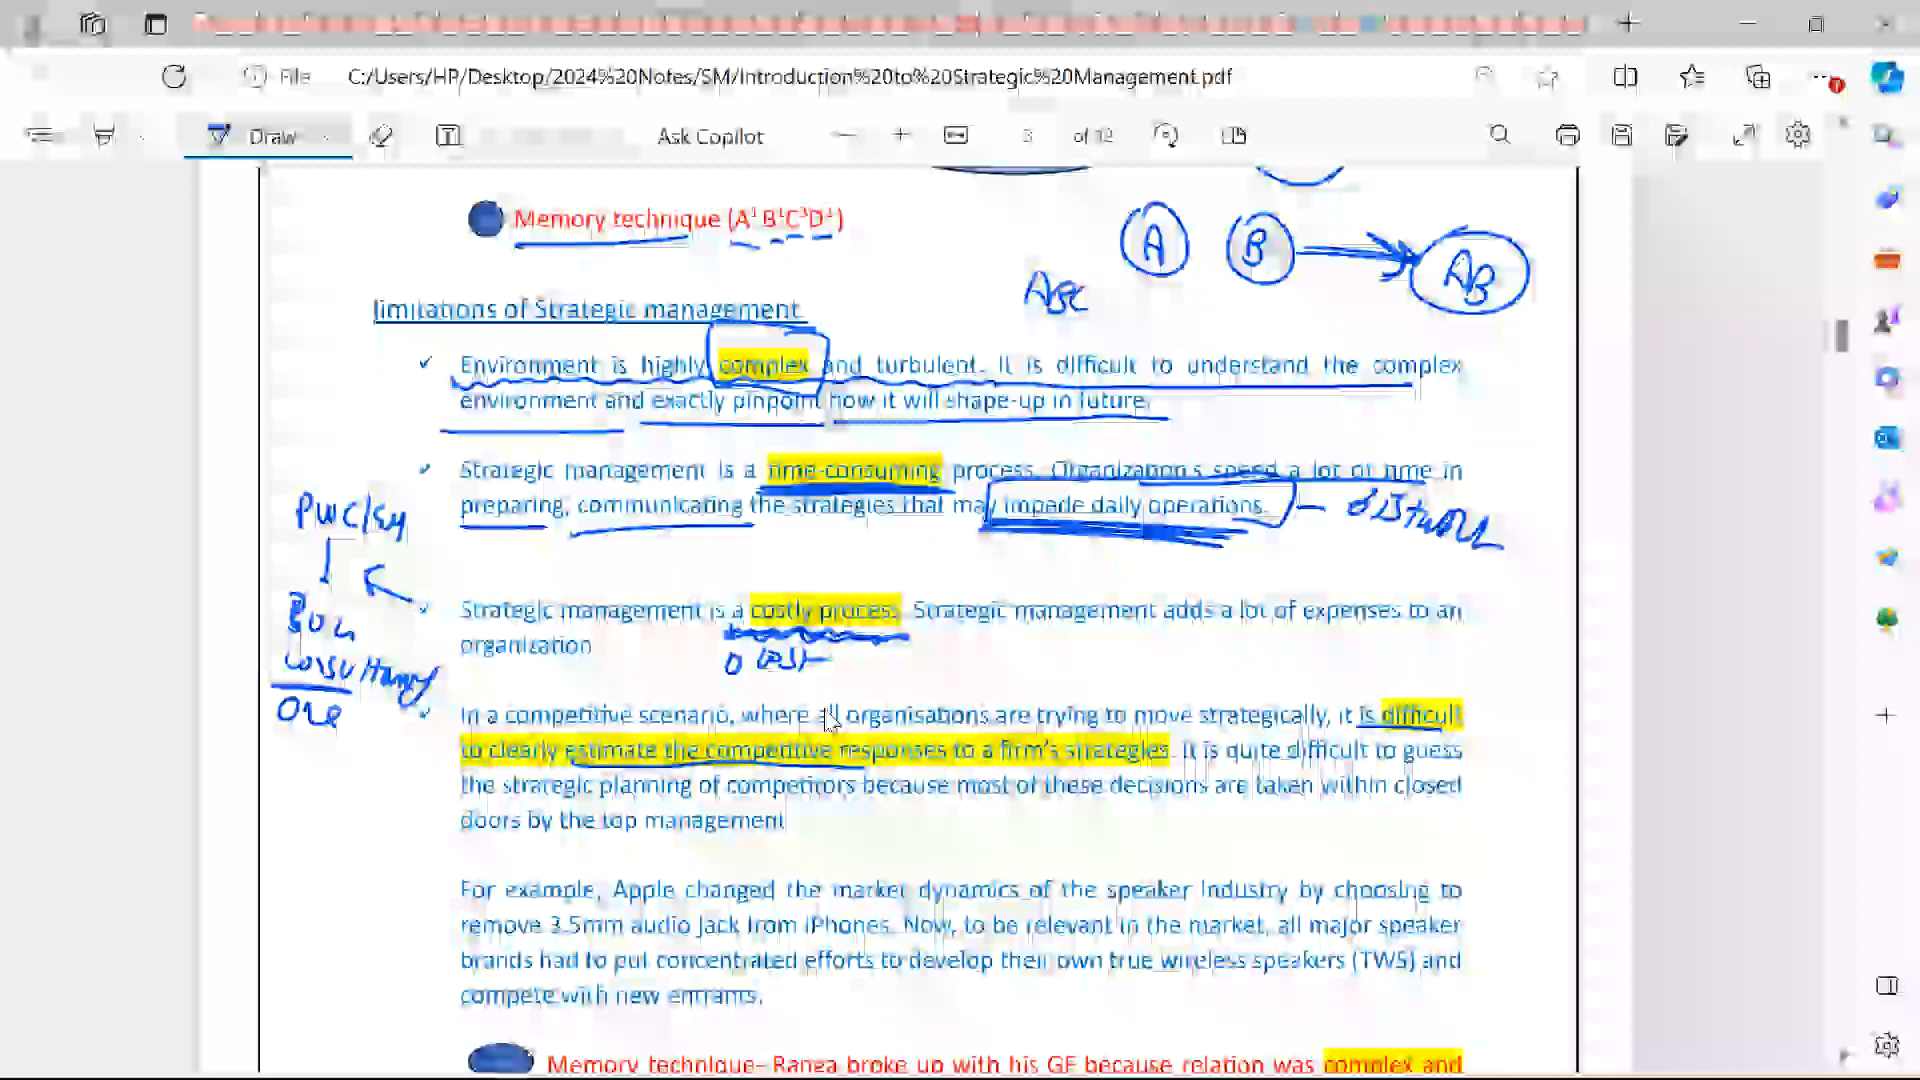 File C:/Users/HP/Desktop/2024%20Notes/SM/Introduction%20to%20Strategic%20Management.pdf
Draw Ask Copilot 3 of 12
Memory technique (A¹B¹C³D²)
A B AB
ABC
limitations of Strategic management
Environment is highly complex and turbulent. It is difficult to understand the complex
environment and exactly pinpoint how it will shape-up in future.
Strategic management is a time-consuming process. Organizations spend a lot of time in
preparing, communicating the strategies that may impede daily operations.
PWC/EY
Strategic management is a costly process. Strategic management adds a lot of expenses to an
organization
consultancy
In a competitive scenario, where all organisations are trying to move strategically, it is difficult
to clearly estimate the competitive responses to a firm's strategies. It is quite difficult to guess
the strategic planning of competitors because most of these decisions are taken within closed
doors by the top management
For example, Apple changed the market dynamics of the speaker industry by choosing to
remove 3.5mm audio jack from iPhones. Now, to be relevant in the market, all major speaker
brands had to put concentrated efforts to develop their own true wireless speakers (TWS) and
compete with new entrants.
Memory technique– Ranga broke up with his GF because relation was complex and